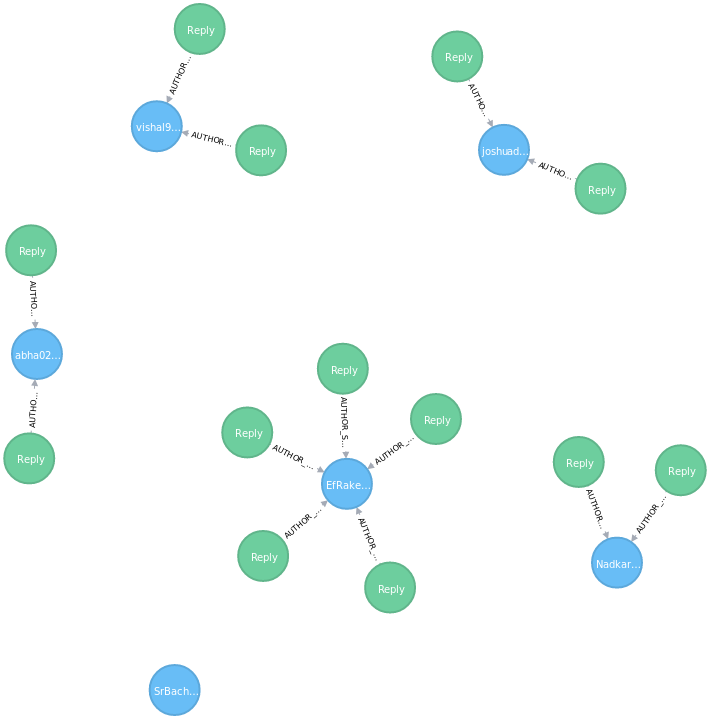 Reply
AUTHOR…
vishal9…
AUTHOR…
Reply
Reply
AUTHO…
joshuad…
AUTHO…
Reply
Reply
AUTHO…
abha02…
AUTHO…
Reply
Reply
AUTHOR_S…
Reply
AUTHOR_…
Reply
AUTHOR_…
EfRake…
AUTHOR_…
Reply
AUTHOR_…
Reply
Reply
AUTHOR…
Reply
AUTHOR_…
Nadkar…
SrBach…